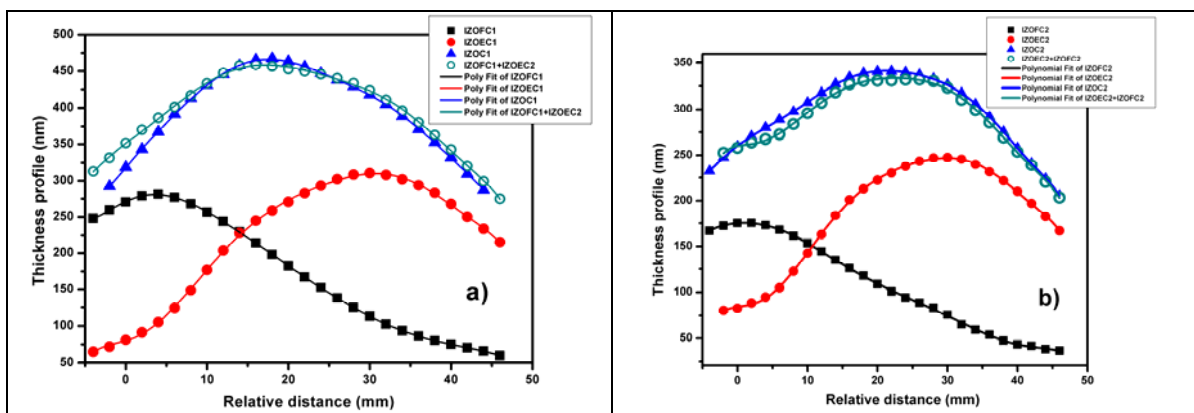 IZOFC1
IZOEC1
IZOC1
IZOFC1+IZOEC2
Poly Fit of IZOFC1
Poly Fit of IZOEC1
Poly Fit of IZOC1
Poly Fit of IZOFC1+IZOEC2
Thickness profile (nm)
500
450
400
350
300
250
200
150
100
50
a)
0
10
20
30
40
50
Relative distance (mm)
IZOFC2
IZOEC2
IZOC2
IZOEC2+IZOFC2
Polynomial Fit of IZOFC2
Polynomial Fit of IZOEC2
Polynomial Fit of IZOC2
Polynomial Fit of IZOEC2+IZOFC2
Thickness profile (nm)
350
300
250
200
150
100
50
b)
0
10
20
30
40
50
Relative distance (mm)